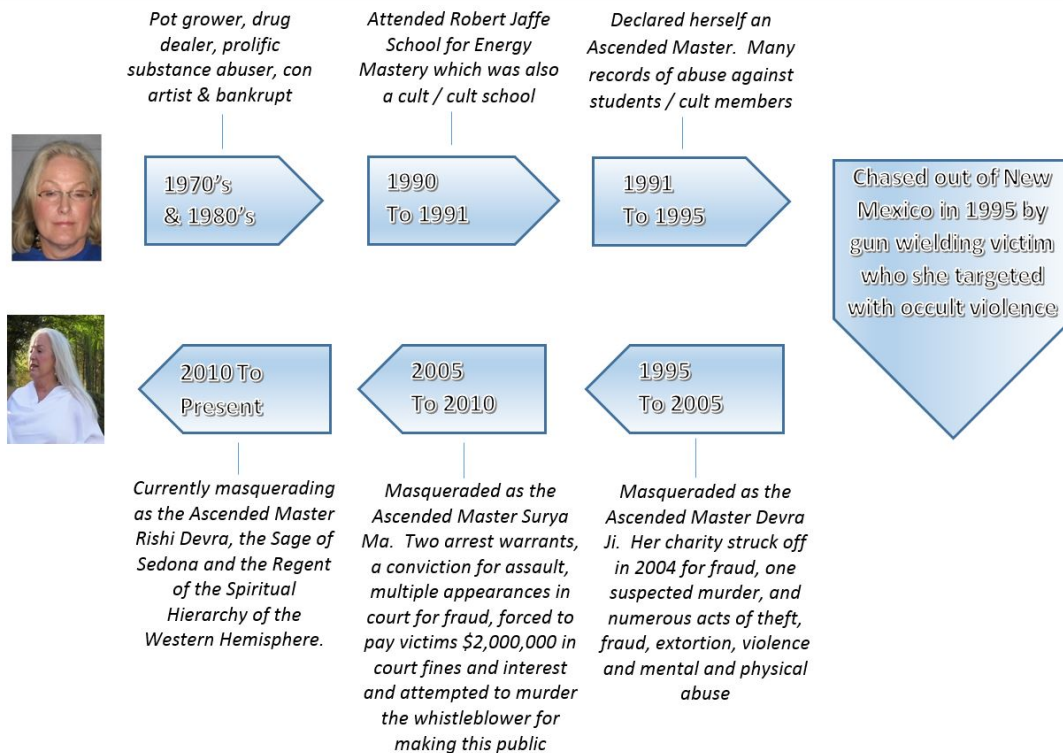 Pot grower, drug
dealer, prolific
substance abuser, con
artist & bankrupt
Attended Robert Jaffe
School for Energy
Mastery which was also
a cult / cult school
Declared herself an
Ascended Master.  Many
records of abuse against
students / cult members
1970's
& 1980's
1990
To 1991
1991
To 1995
Chased out of New
Mexico in 1995 by
gun wielding victim
who she targeted
with occult violence
2010 To
Present
2005
To 2010
1995
To 2005
Currently masquerading
as the Ascended Master
Rishi Devra, the Sage of
Sedona and the Regent
of the Spiritual
Hierarchy of the
Western Hemisphere.
Masqueraded as the
Ascended Master Surya
Ma.  Two arrest warrants,
a conviction for assault,
multiple appearances in
court for fraud, forced to
pay victims $2,000,000 in
court fines and interest
and attempted to murder
the whistleblower for
making this public
Masqueraded as the
Ascended Master Devra
Ji.  Her charity struck off
in 2004 for fraud, one
suspected murder, and
numerous acts of theft,
fraud, extortion, violence
and mental and physical
abuse